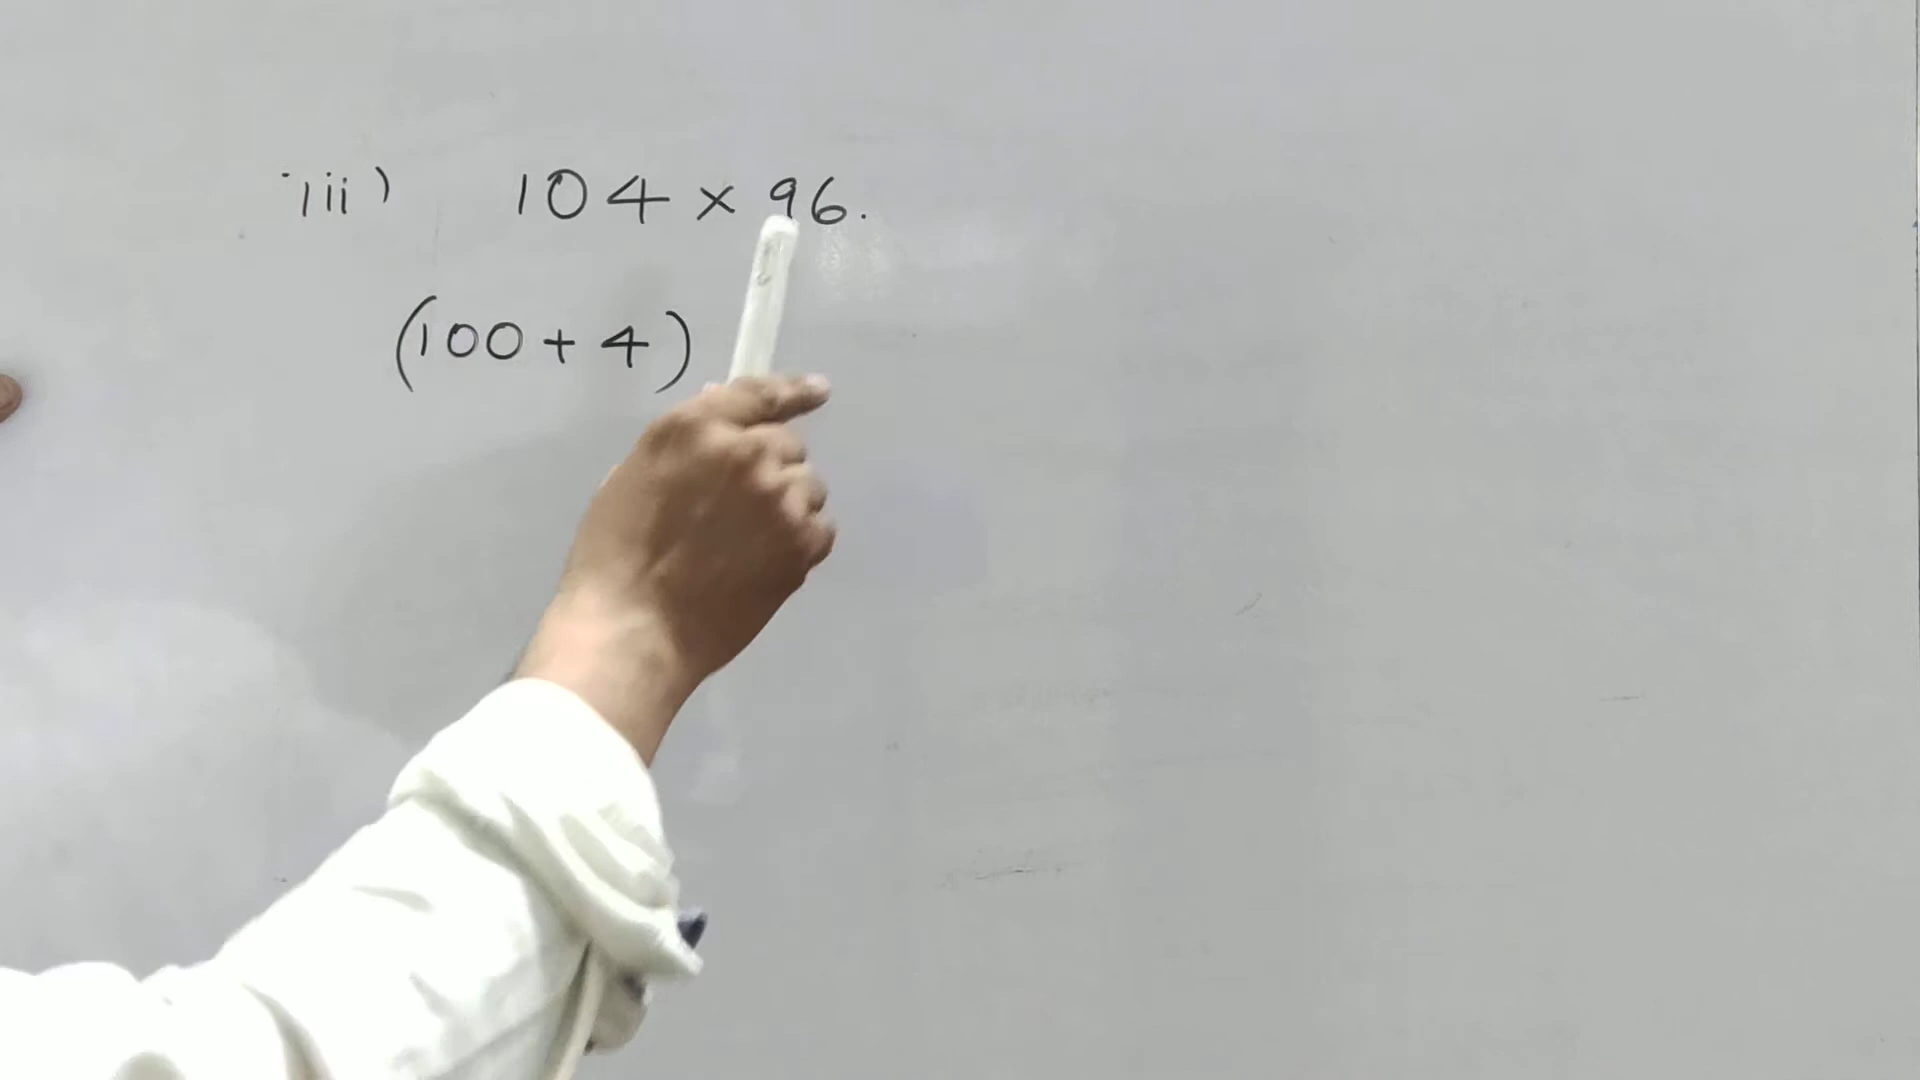 iii) 104 × 96.
(100 + 4)